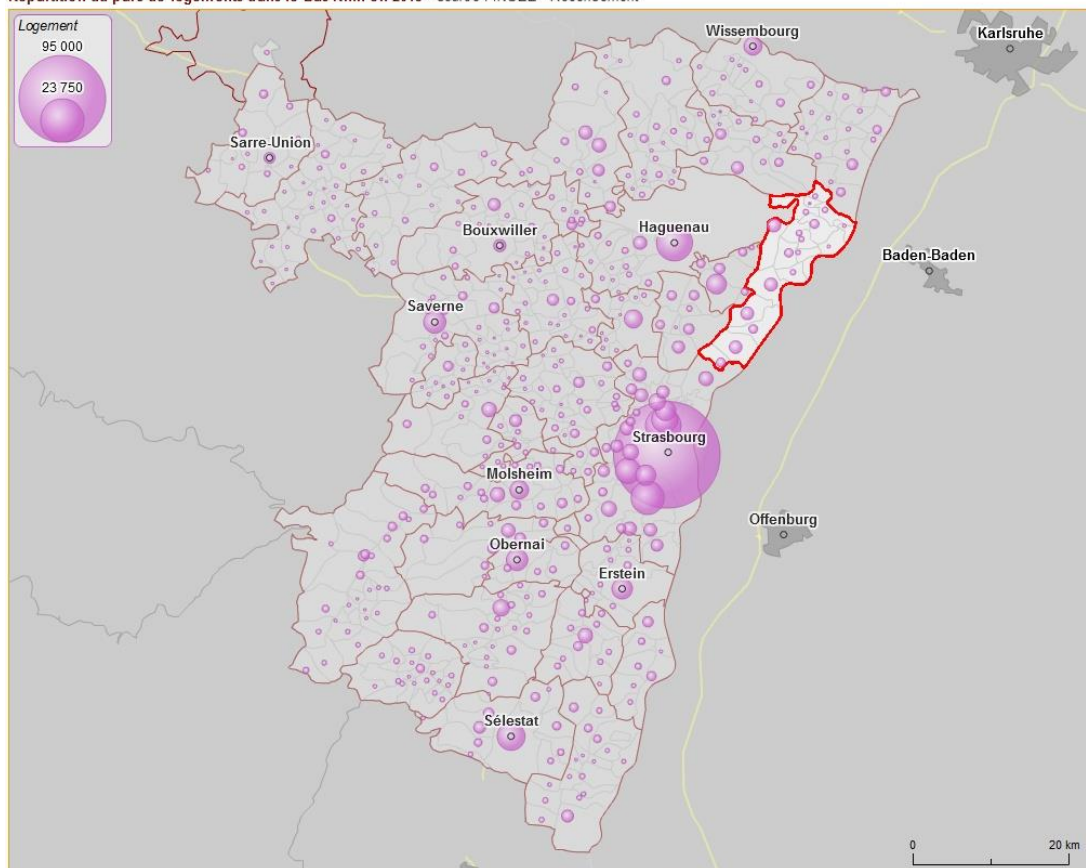 Logement
95 000
23 750
Wissembourg
Karlsruhe
Sarre-Union
Haguenau
Bouxwiller
Baden-Baden
Saverne
Strasbourg
Molsheim
Offenburg
Obernai
Erstein
Sélestat
0 20 km